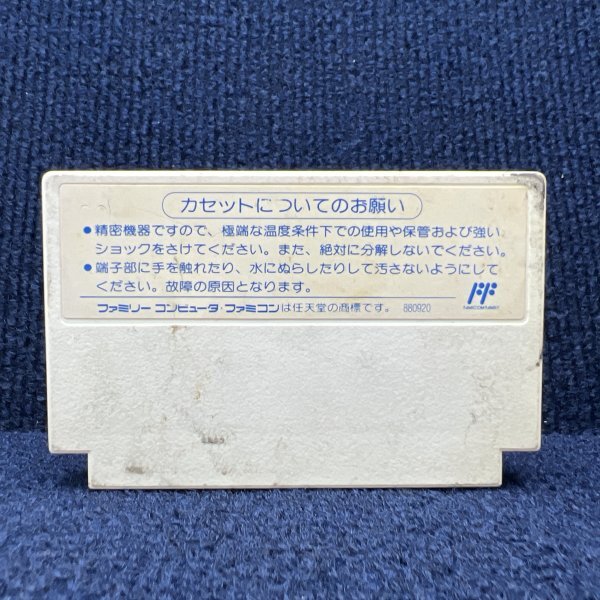 カセットについてのお願い
●精密機器ですので、極端な温度条件下での使用や保管および強い
ショックをさけてください。また、絶対に分解しないでください。
●端子部に手を触れたり、水にぬらしたりして汚さないようにして
ください。故障の原因となります。
ファミリー コンピュータ・ファミコンは任天堂の商標です。 880920
FAMICOM FAMILY